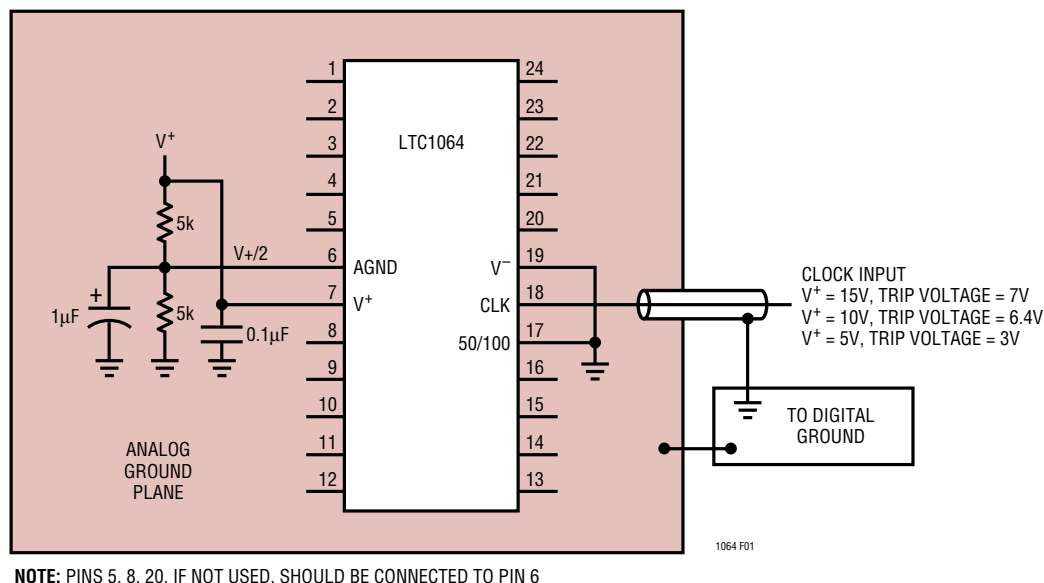 LTC1064
1
2
3
4
5
6
7
8
9
10
11
12
24
23
22
21
20
19
18
17
16
15
14
13
AGND
V+
V–
CLK
50/100
V+
5k
V+/2
+
1µF
5k
0.1µF
ANALOG
GROUND
PLANE
CLOCK INPUT
V+ = 15V, TRIP VOLTAGE = 7V
V+ = 10V, TRIP VOLTAGE = 6.4V
V+ = 5V, TRIP VOLTAGE = 3V
TO DIGITAL
GROUND
1064 F01
NOTE: PINS 5, 8, 20, IF NOT USED, SHOULD BE CONNECTED TO PIN 6